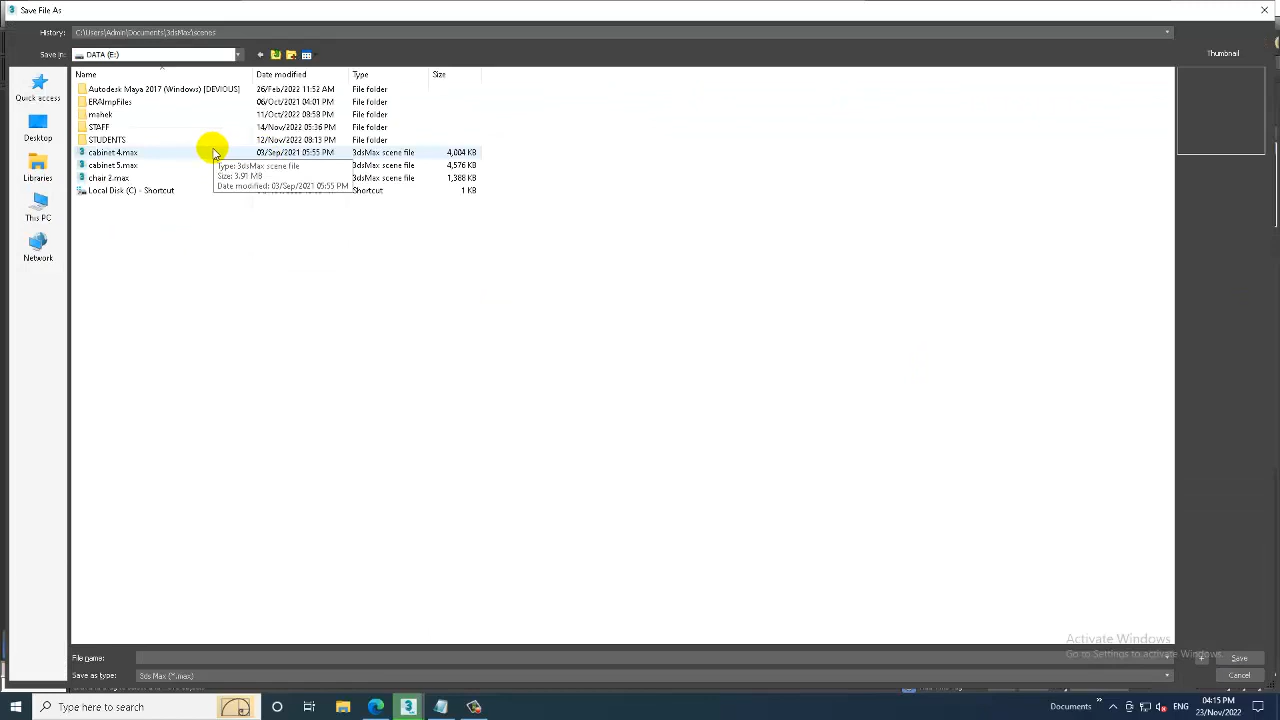 Save File As
History: C:\Users\Admin\Documents\3dsMax\scenes
Save in: DATA (E:)
Thumbnail
Name Date modified Type Size
Autodesk Maya 2017 (Windows) [DEVIOUS] 26/Feb/2022 11:52 AM File folder
ERAImpFiles 06/Oct/2021 04:01 PM File folder
mahek 11/Oct/2022 08:58 PM File folder
STAFF 14/Nov/2022 05:36 PM File folder
STUDENTS 12/Nov/2022 08:13 PM File folder
cabinet 4.max 03/Sep/2021 05:55 PM 3dsMax scene file 4,004 KB
cabinet 5.max 3dsMax scene file 4,576 KB
chair 2.max 3dsMax scene file 1,388 KB
Local Disk (C) - Shortcut Shortcut 1 KB
Type: 3dsMax scene file
Size: 3.91 MB
Date modified: 03/Sep/2021 05:55 PM
Quick access
Desktop
Libraries
This PC
Network
Activate Windows
Go to Settings to activate Windows.
File name:
Save as type: 3ds Max (*.max)
+ Save
Cancel
Type here to search
Documents
ENG
04:15 PM
23/Nov/2022